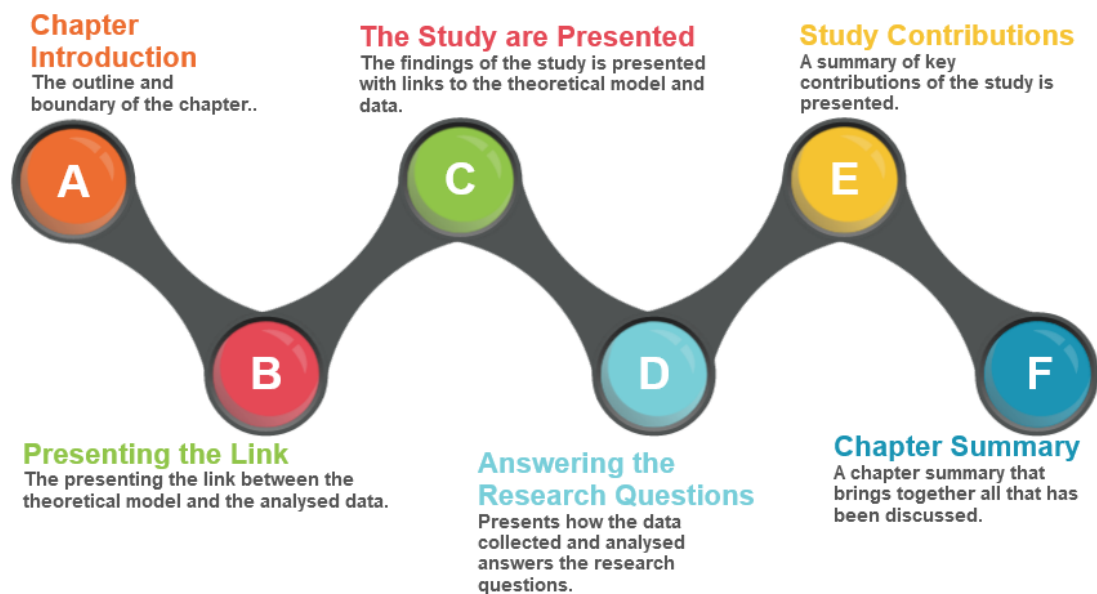 Chapter
Introduction
The outline and
boundary of the chapter..
A
Presenting the Link
The presenting the link between the
theoretical model and the analysed data.
B
The Study are Presented
The findings of the study is presented
with links to the theoretical model and
data.
C
Answering the
Research Questions
Presents how the data
collected and analysed
answers the research
questions.
D
Study Contributions
A summary of key
contributions of the study is
presented.
E
Chapter Summary
A chapter summary that
brings together all that has
been discussed.
F